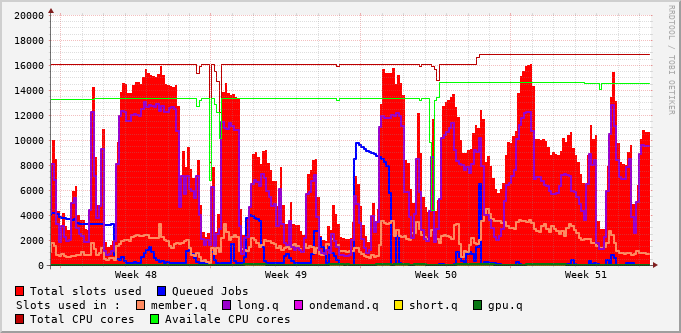 20000
18000
16000
14000
12000
10000
8000
6000
4000
2000
0
Week 48 Week 49 Week 50 Week 51
Total slots used Queued Jobs
Slots used in : member.q long.q ondemand.q short.q gpu.q
Total CPU cores Availale CPU cores
RRDTOOL / TOBI OETIKER